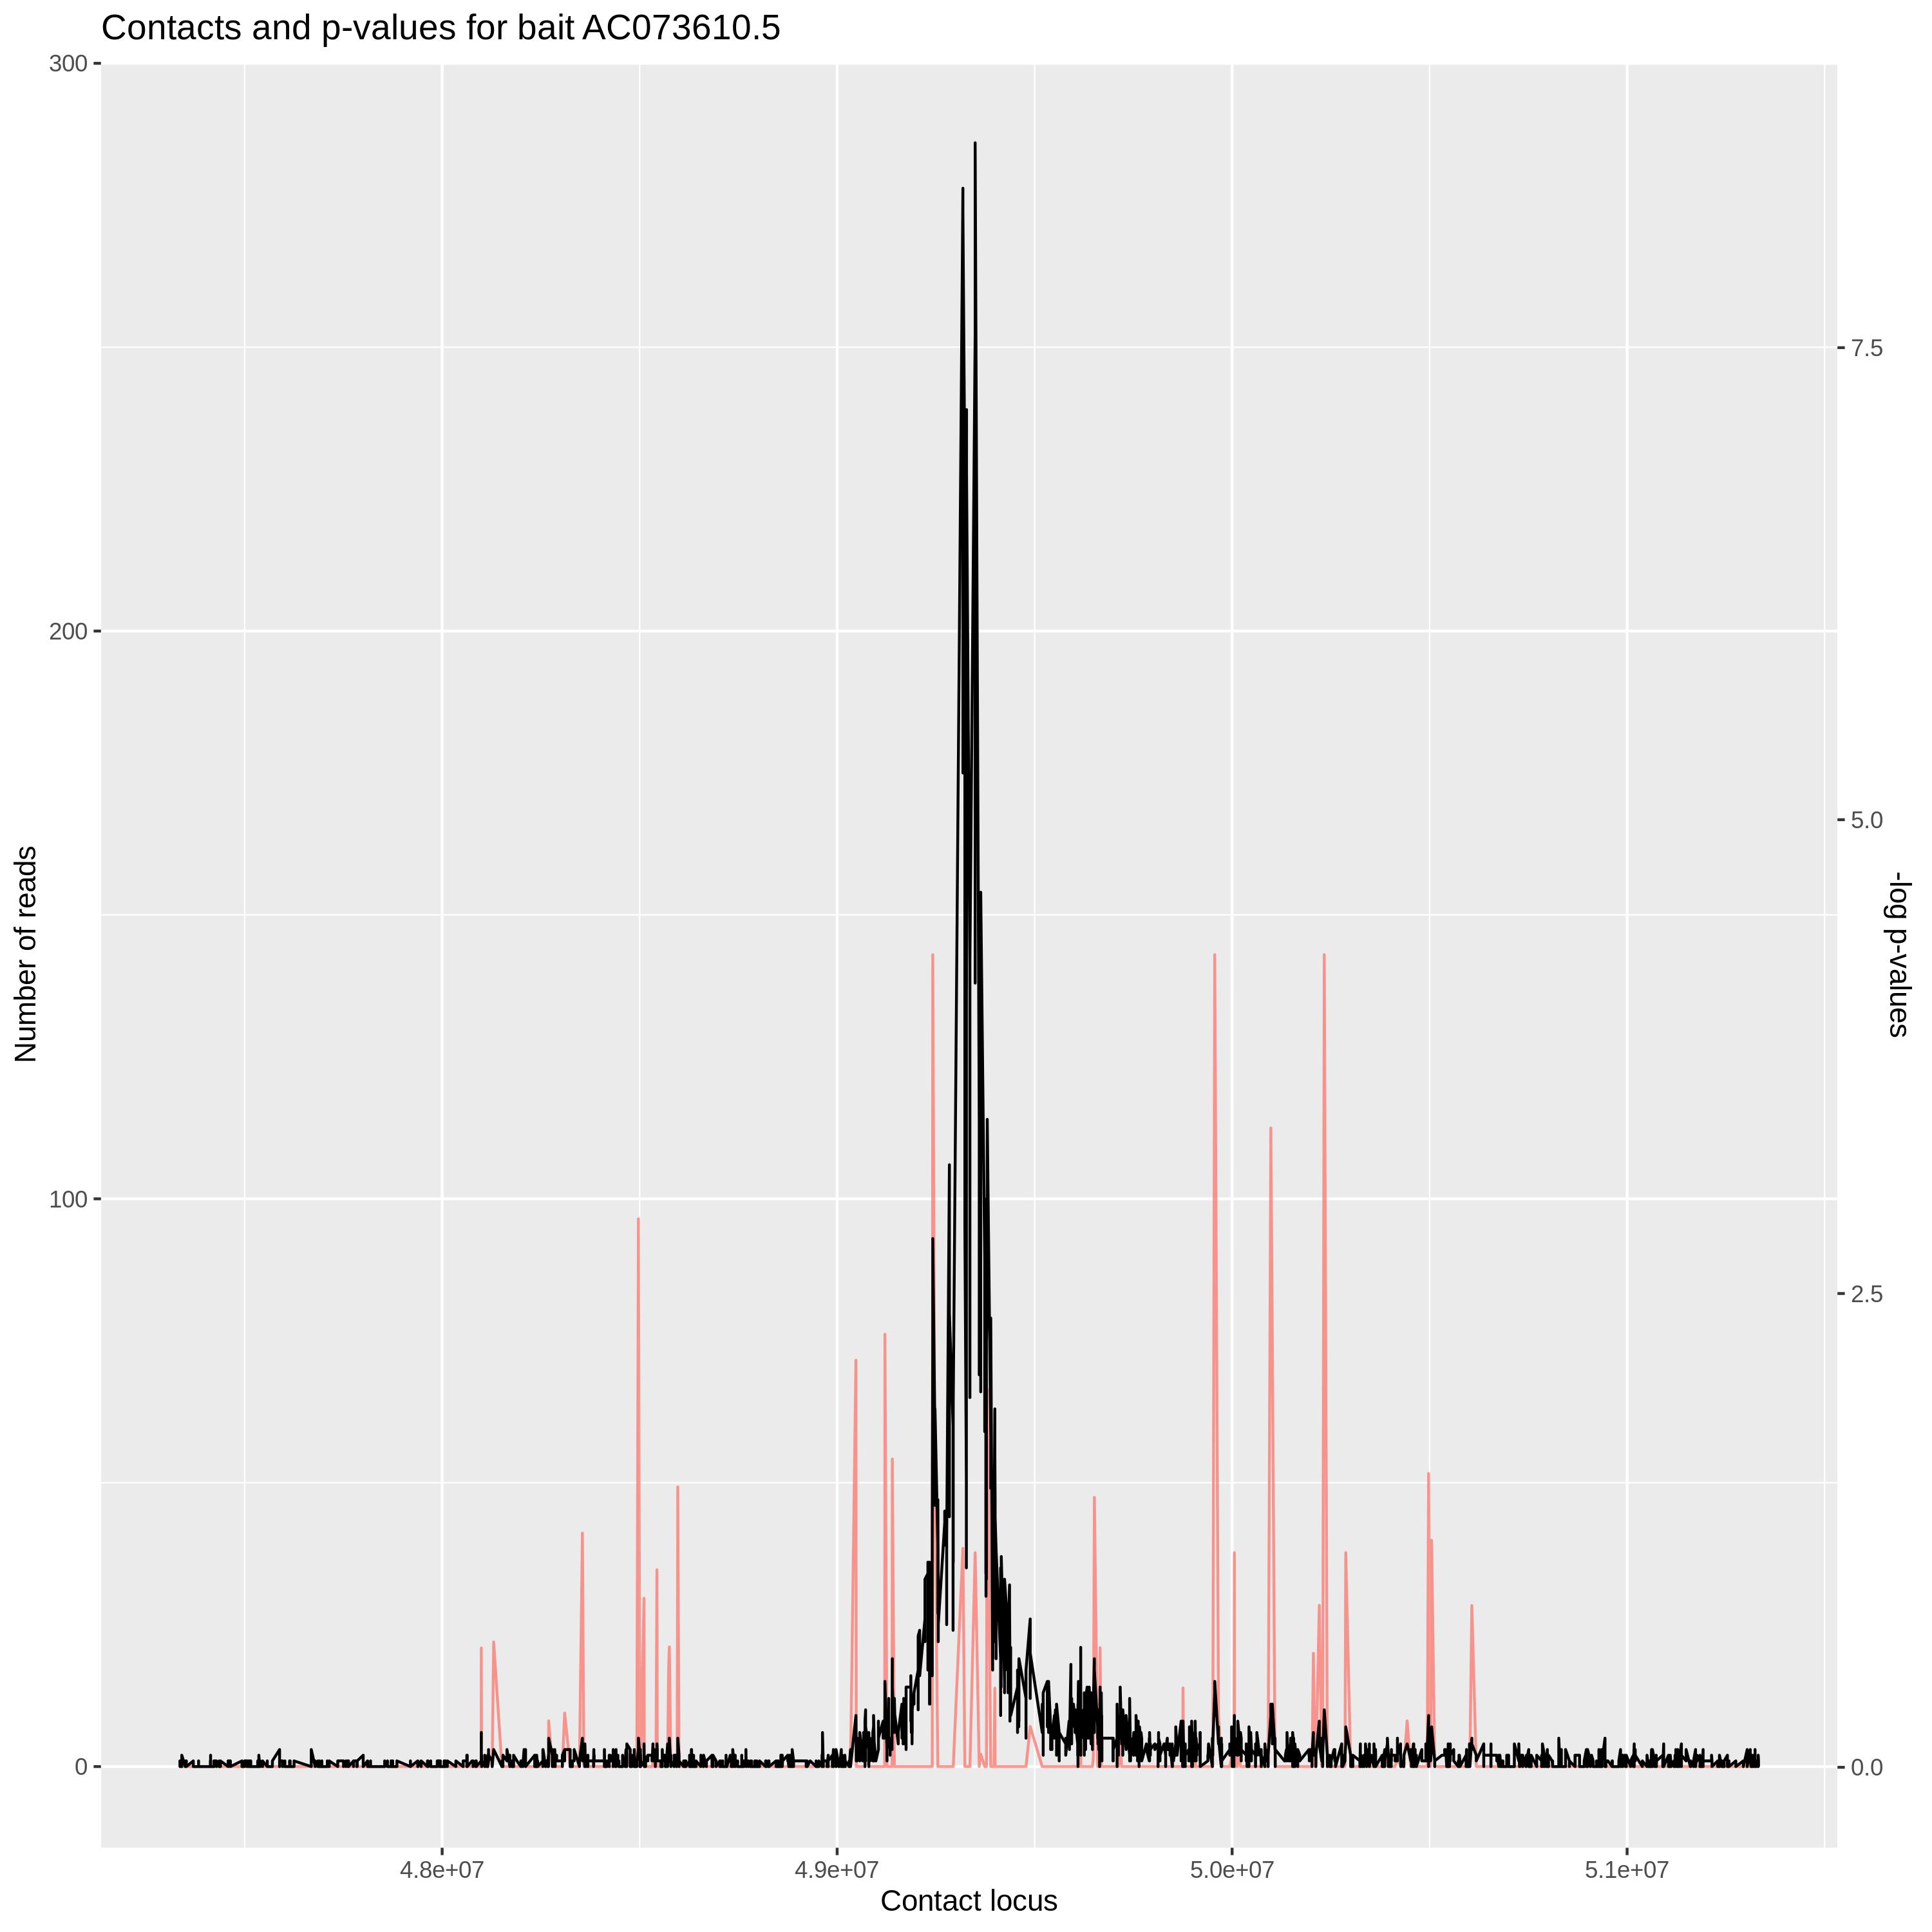 Contacts and p-values for bait AC073610.5
300
200
100
0
Number of reads
7.5
5.0
2.5
0.0
-log p-values
4.8e+07
4.9e+07
5.0e+07
5.1e+07
Contact locus